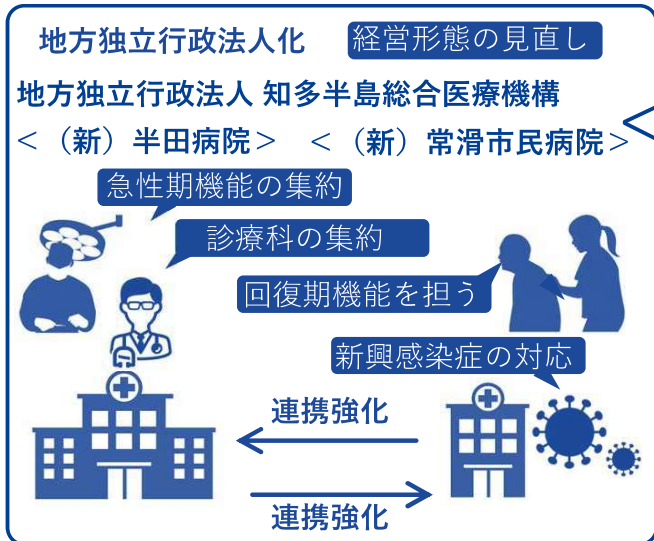 地方独立行政法人化 経営形態の見直し
地方独立行政法人 知多半島総合医療機構
＜（新）半田病院＞ ＜（新）常滑市民病院＞
急性期機能の集約
診療科の集約
回復期機能を担う
新興感染症の対応
連携強化
連携強化